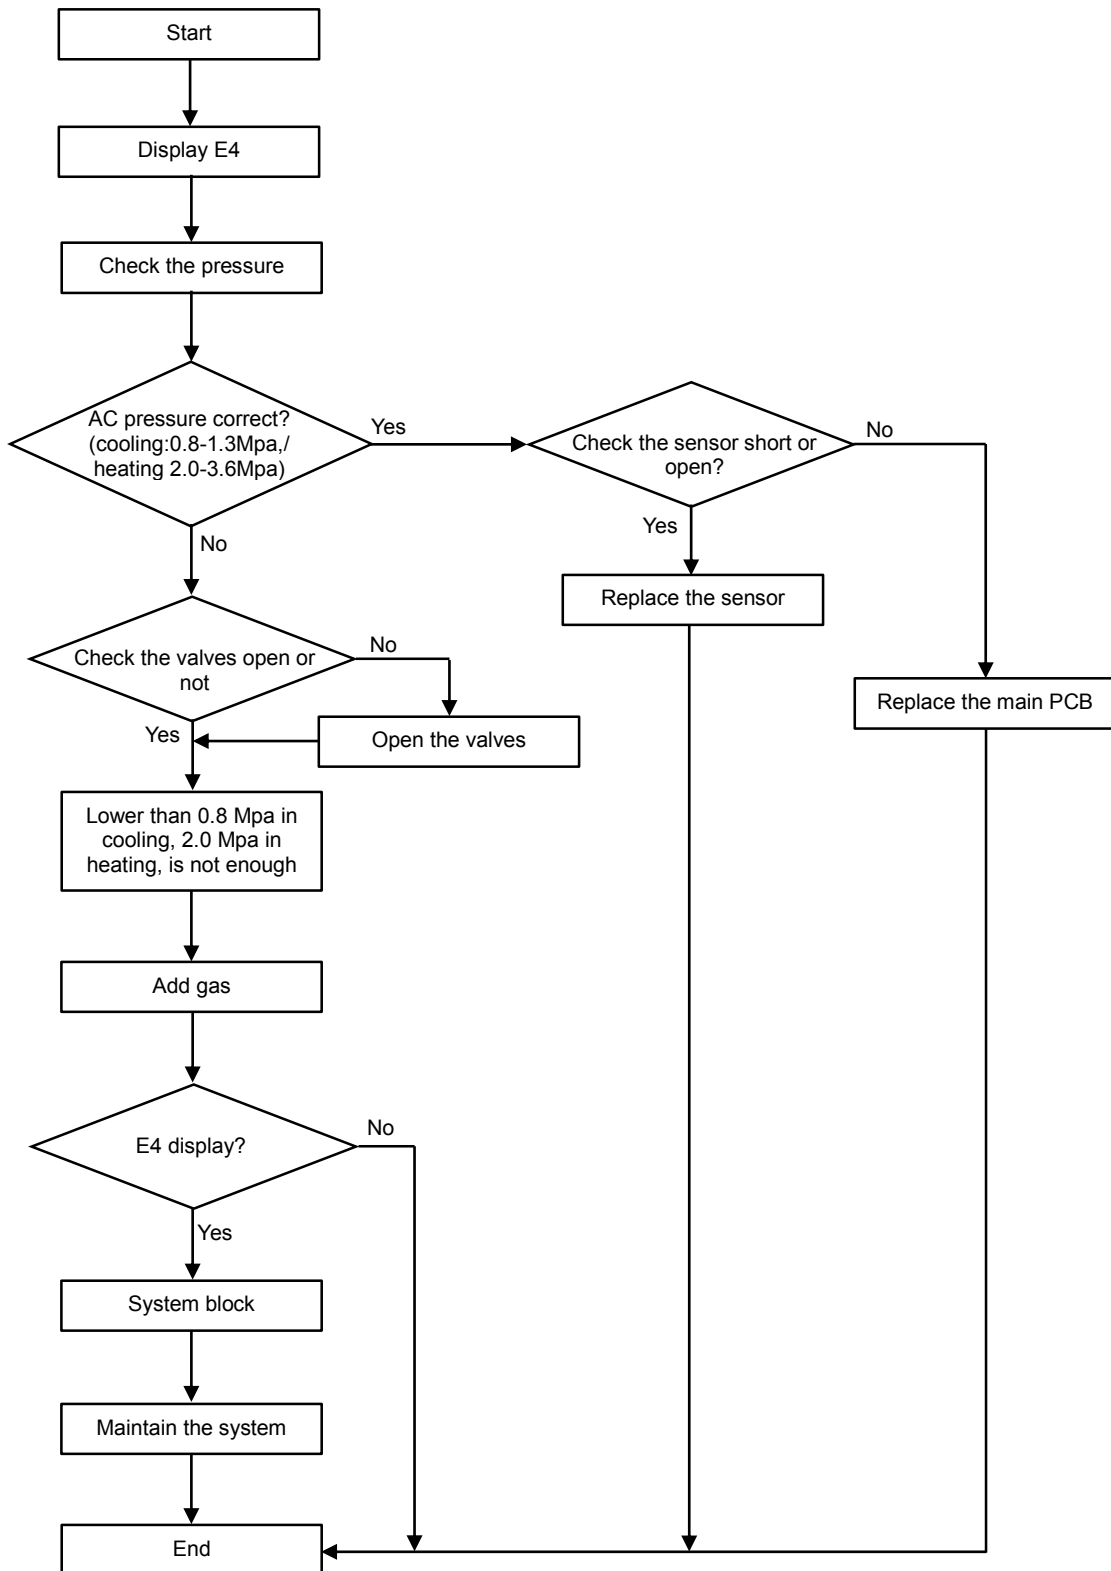 Start
Display E4
Check the pressure
AC pressure correct?
(cooling:0.8-1.3Mpa,/
heating 2.0-3.6Mpa)
Yes
Check the sensor short or
open?
No
Yes
No
Replace the sensor
Check the valves open or
not
No
Replace the main PCB
Yes
Open the valves
Lower than 0.8 Mpa in
cooling, 2.0 Mpa in
heating, is not enough
Add gas
E4 display?
No
Yes
System block
Maintain the system
End